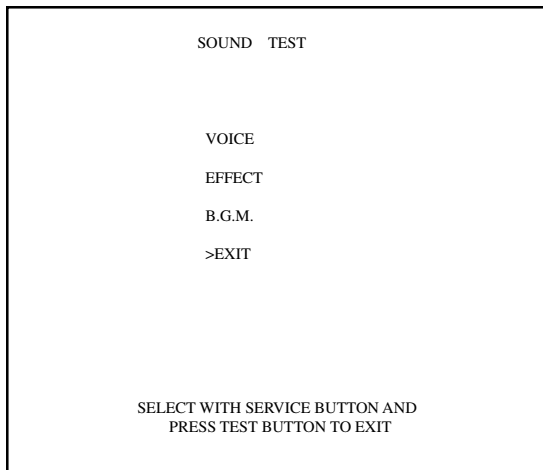 SOUND TEST
VOICE
EFFECT
B.G.M.
>EXIT
SELECT WITH SERVICE BUTTON AND
PRESS TEST BUTTON TO EXIT